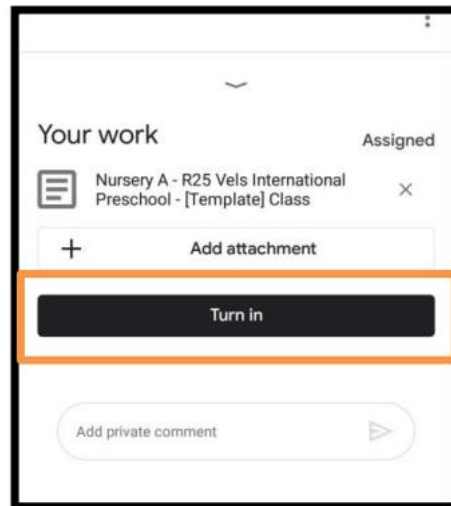 Your work
Assigned
Nursery A - R25 Vels International
Preschool - [Template] Class
Add attachment
Turn in
Add private comment